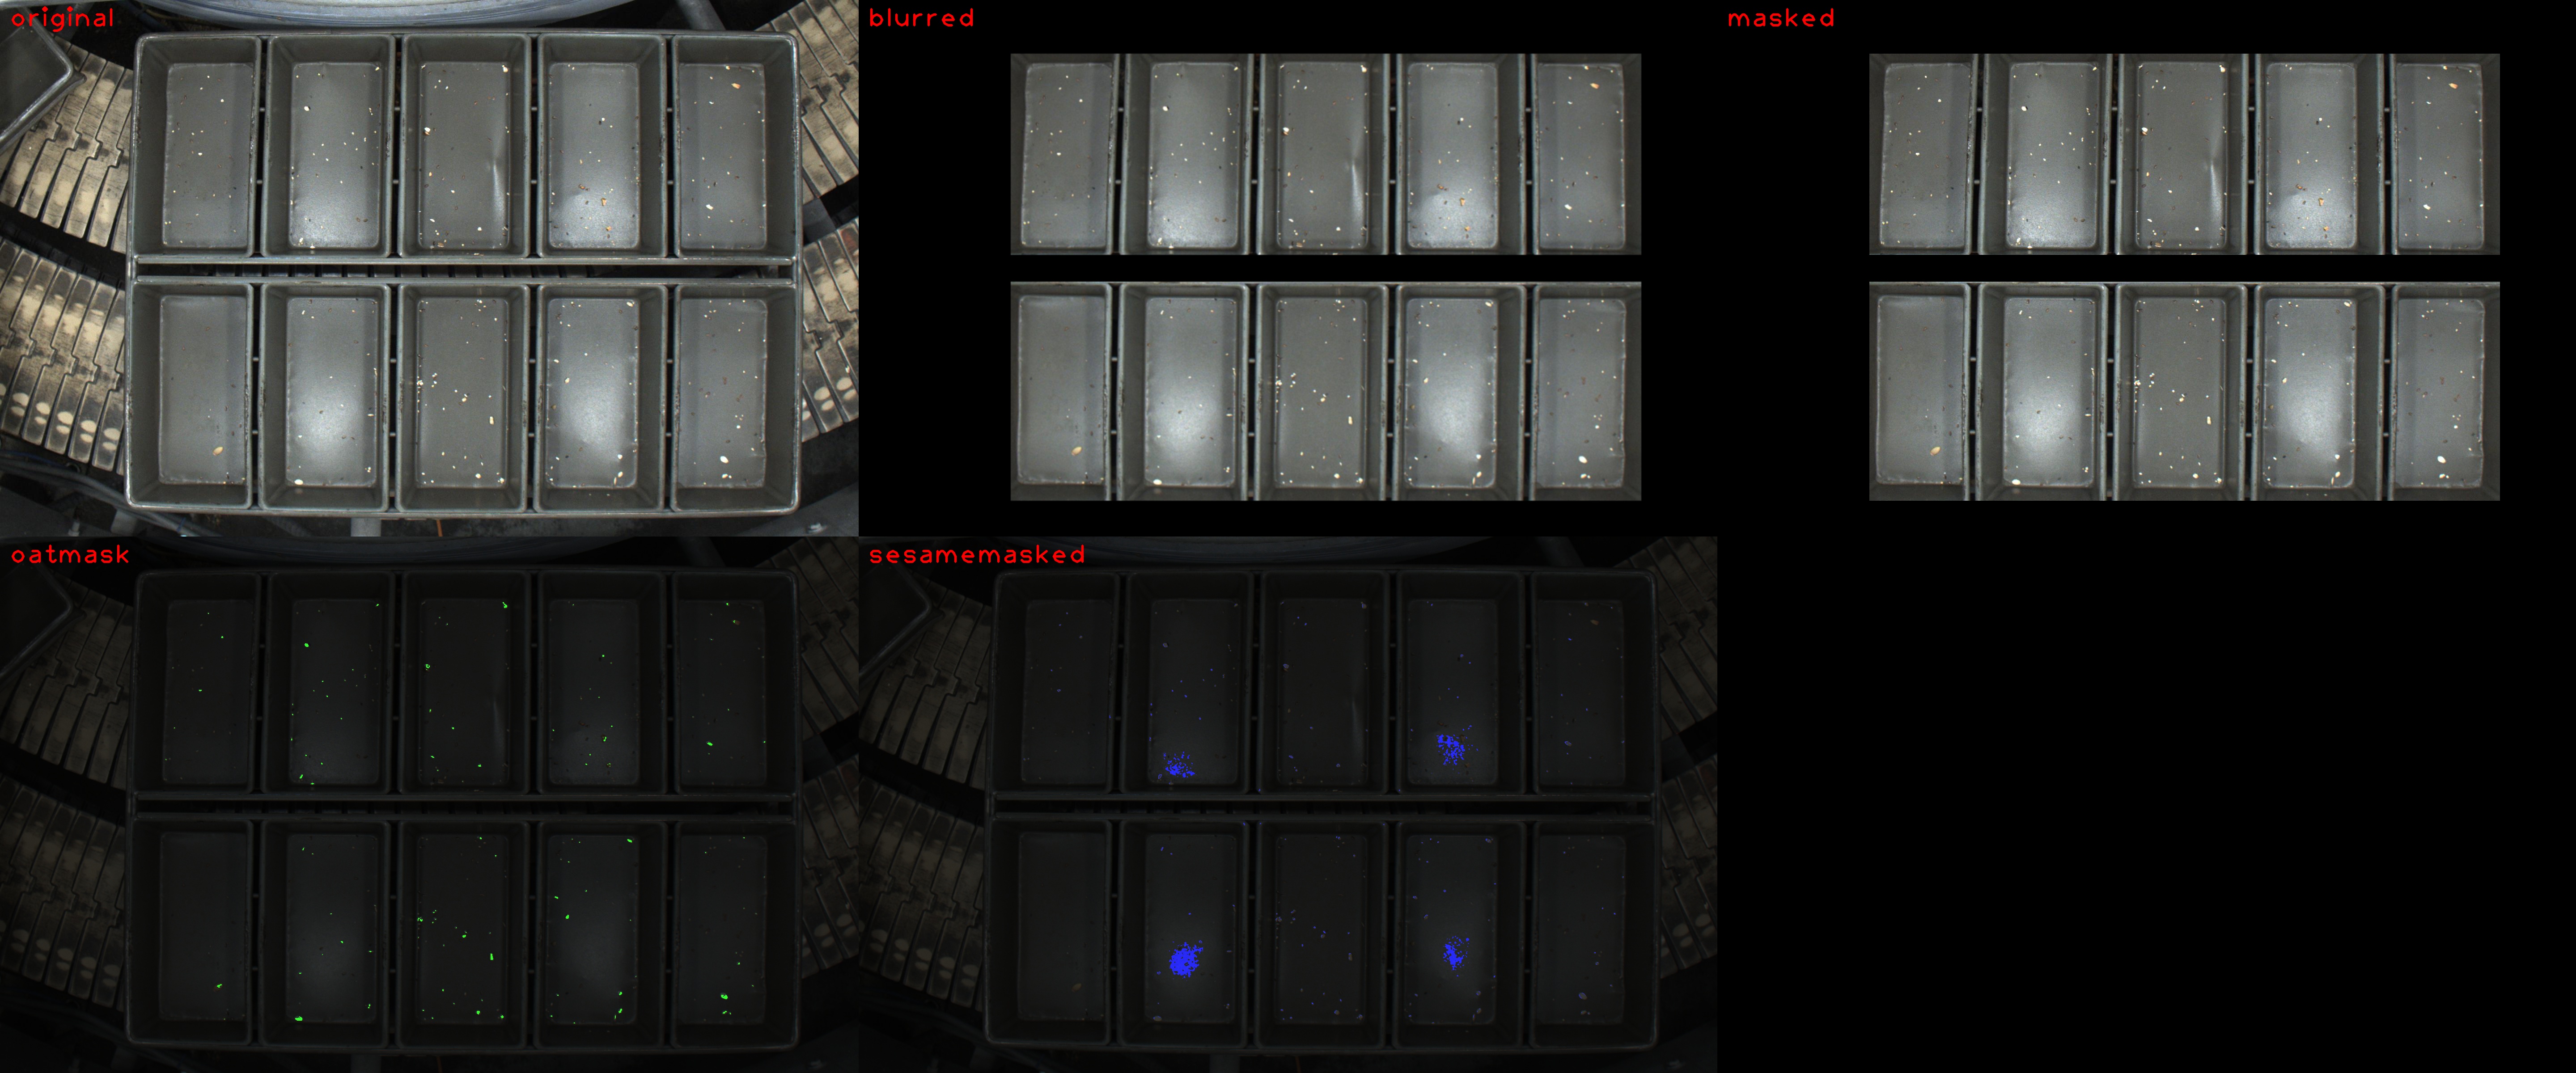 original
blurred
masked
oatmask
sesamemasked